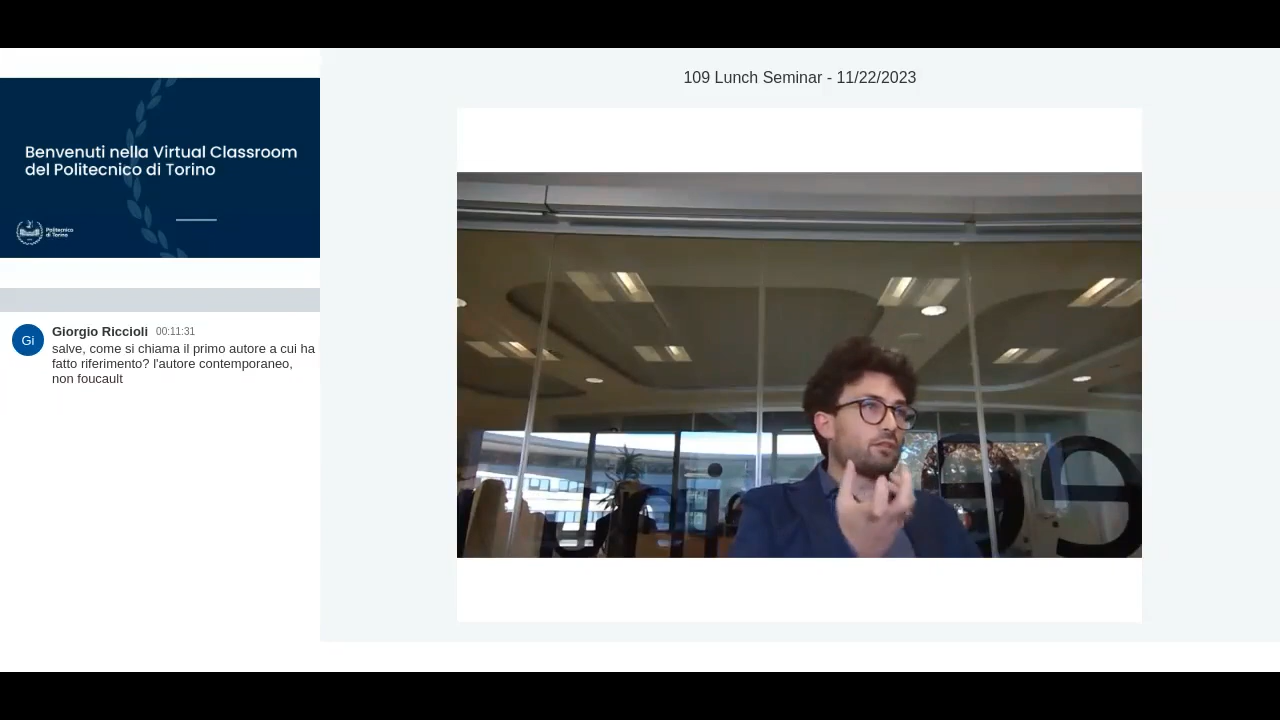 109 Lunch Seminar - 11/22/2023
Benvenuti nella Virtual Classroom
del Politecnico di Torino
Politecnico
di Torino
Gi
Giorgio Riccioli 00:11:31
salve, come si chiama il primo autore a cui ha
fatto riferimento? l'autore contemporaneo,
non foucault